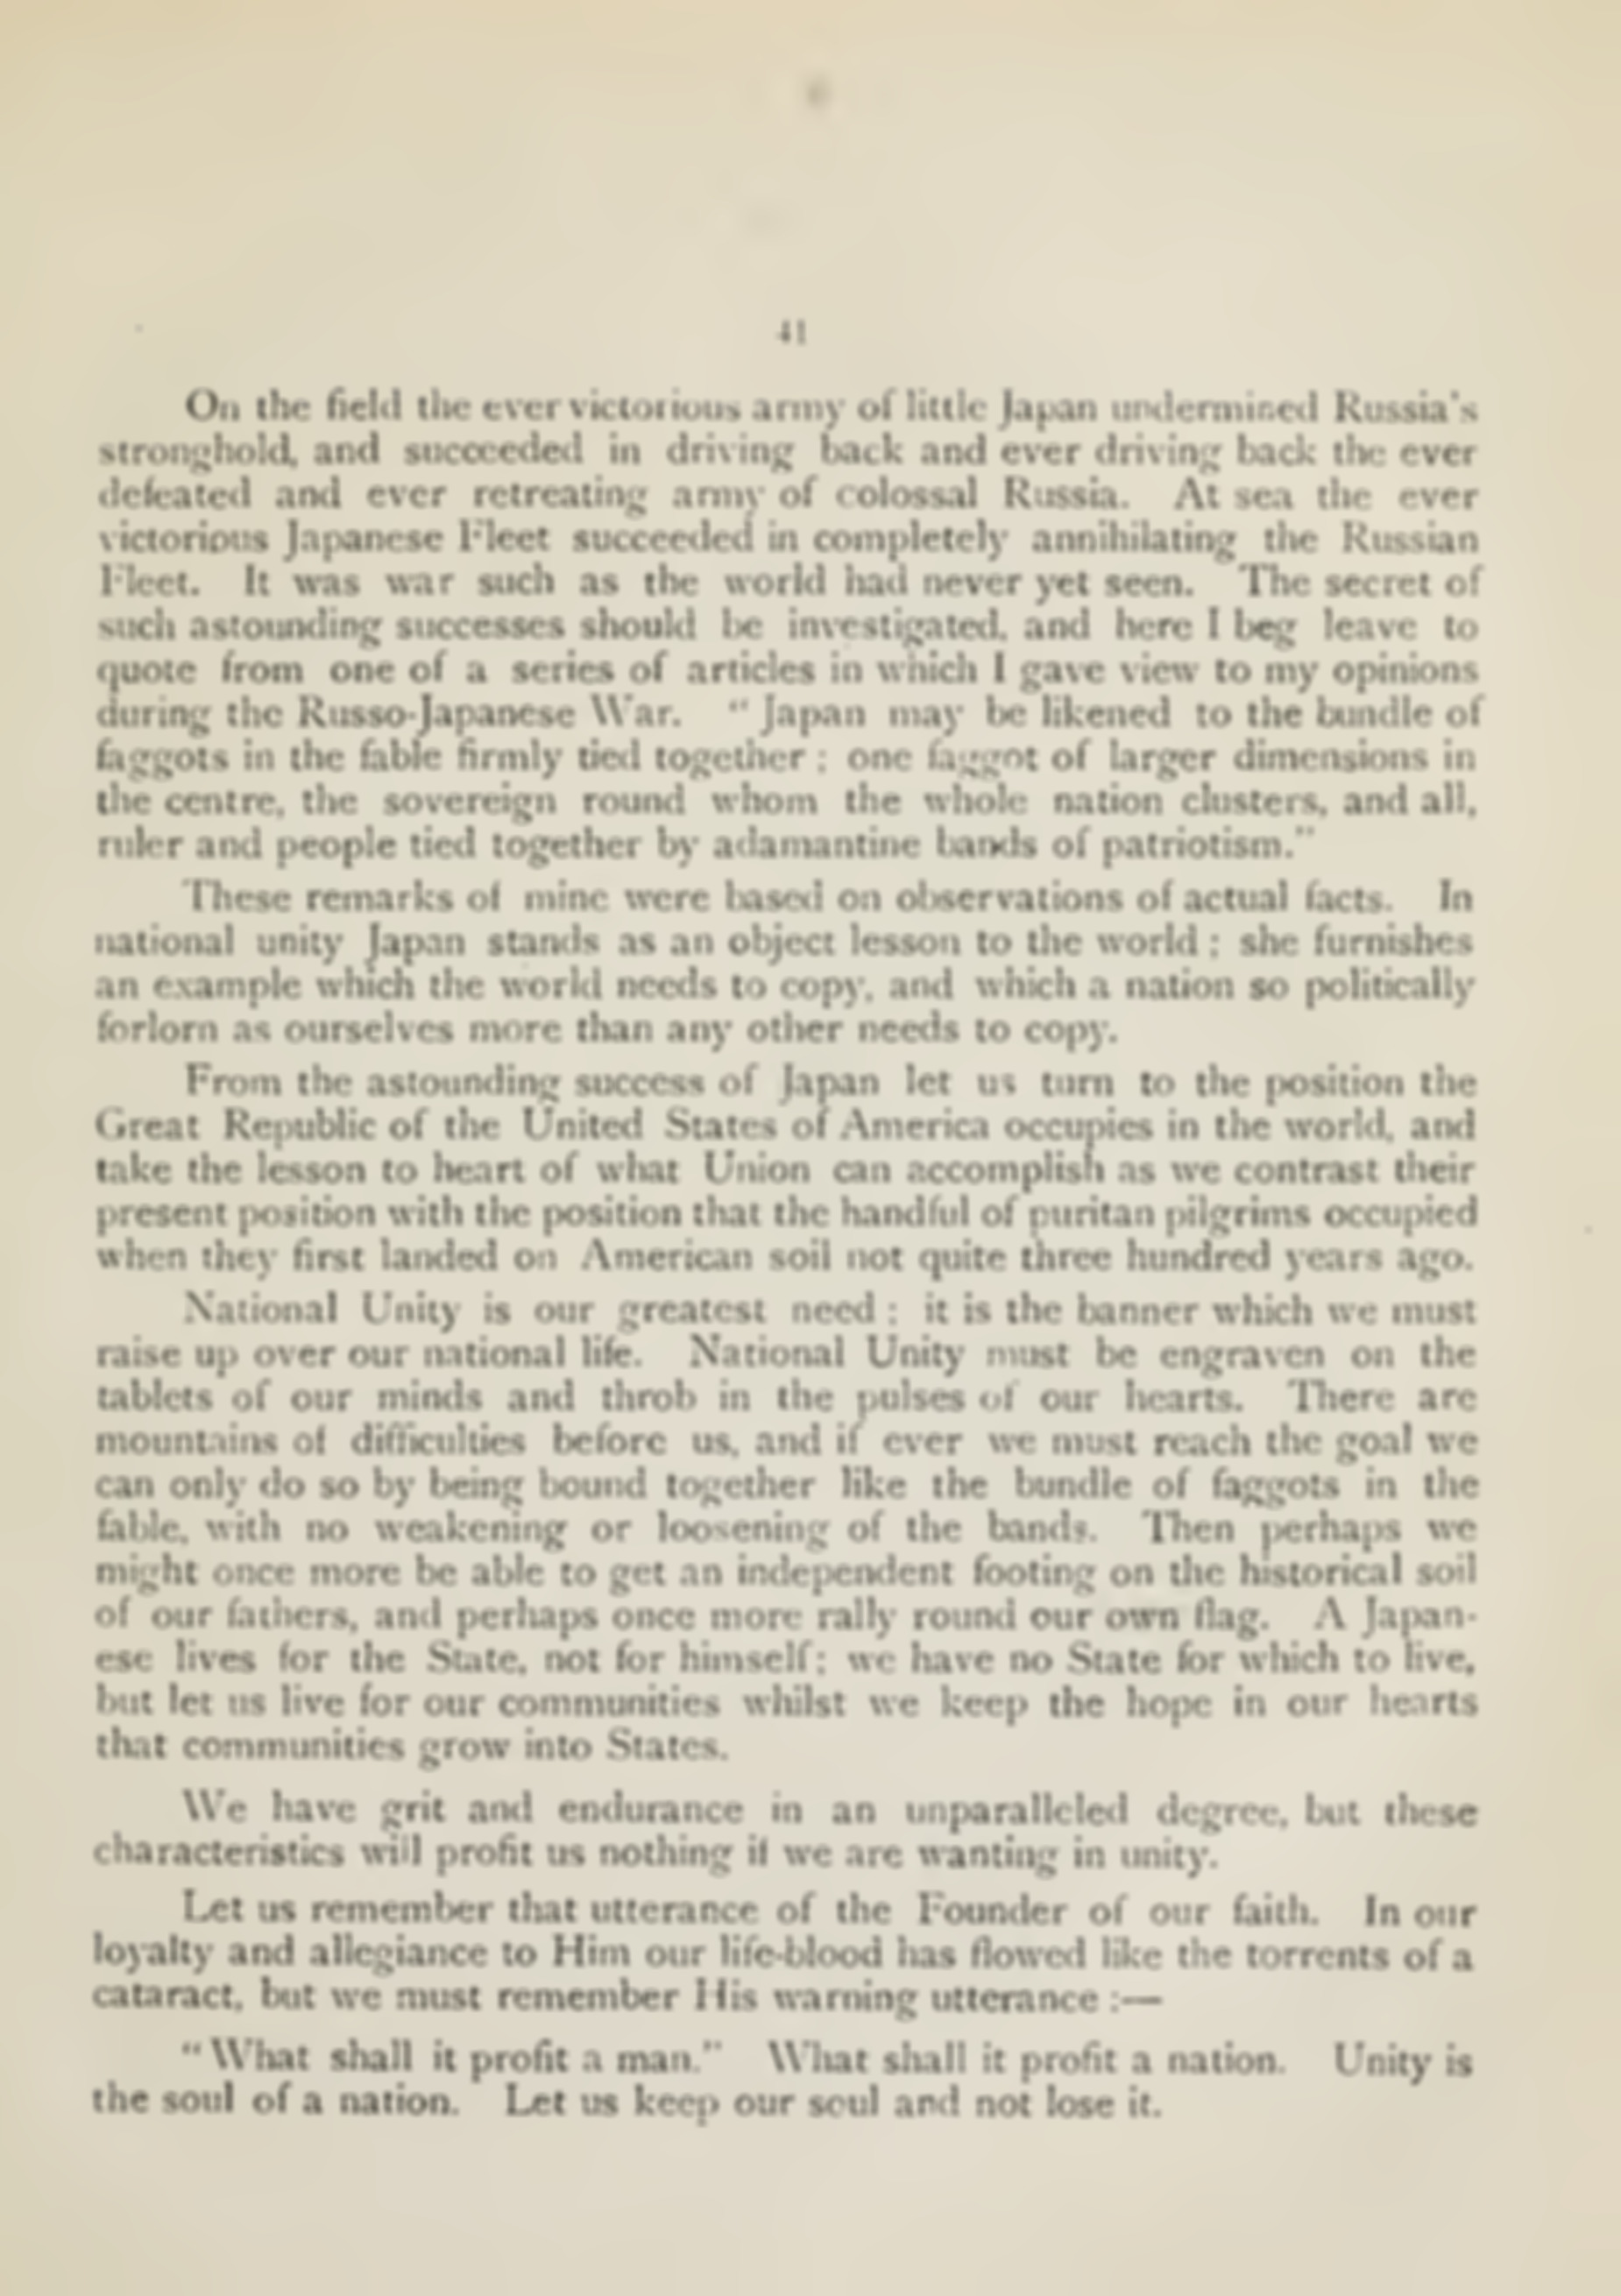 41
On the field the ever victorious army of little Japan undermined Russia's
stronghold, and succeeded in driving back and ever driving back the ever
defeated and ever retreating army of colossal Russia. At sea the ever
victorious Japanese Fleet succeeded in completely annihilating the Russian
Fleet. It was war such as the world had never yet seen. The secret of
such astounding successes should be investigated, and here I beg leave to
quote from one of a series of articles in which I gave view to my opinions
during the Russo-Japanese War. “ Japan may be likened to the bundle of
faggots in the fable firmly tied together ; one faggot of larger dimensions in
the centre, the sovereign round whom the whole nation clusters, and all,
ruler and people tied together by adamantine bands of patriotism.”
These remarks of mine were based on observations of actual facts. In
national unity Japan stands as an object lesson to the world ; she furnishes
an example which the world needs to copy, and which a nation so politically
forlorn as ourselves more than any other needs to copy.
From the astounding success of Japan let us turn to the position the
Great Republic of the United States of America occupies in the world, and
take the lesson to heart of what Union can accomplish as we contrast their
present position with the position that the handful of puritan pilgrims occupied
when they first landed on American soil not quite three hundred years ago.
National Unity is our greatest need ; it is the banner which we must
raise up over our national life. National Unity must be engraven on the
tablets of our minds and throb in the pulses of our hearts. There are
mountains of difficulties before us, and if ever we must reach the goal we
can only do so by being bound together like the bundle of faggots in the
fable, with no weakening or loosening of the bands. Then perhaps we
might once more be able to get an independent footing on the historical soil
of our fathers, and perhaps once more rally round our own flag. A Japan-
ese lives for the State, not for himself ; we have no State for which to live,
but let us live for our communities whilst we keep the hope in our hearts
that communities grow into States.
We have grit and endurance in an unparalleled degree, but these
characteristics will profit us nothing if we are wanting in unity.
Let us remember that utterance of the Founder of our faith. In our
loyalty and allegiance to Him our life-blood has flowed like the torrents of a
cataract, but we must remember His warning utterance :—
“ What shall it profit a man.” What shall it profit a nation. Unity is
the soul of a nation. Let us keep our soul and not lose it.